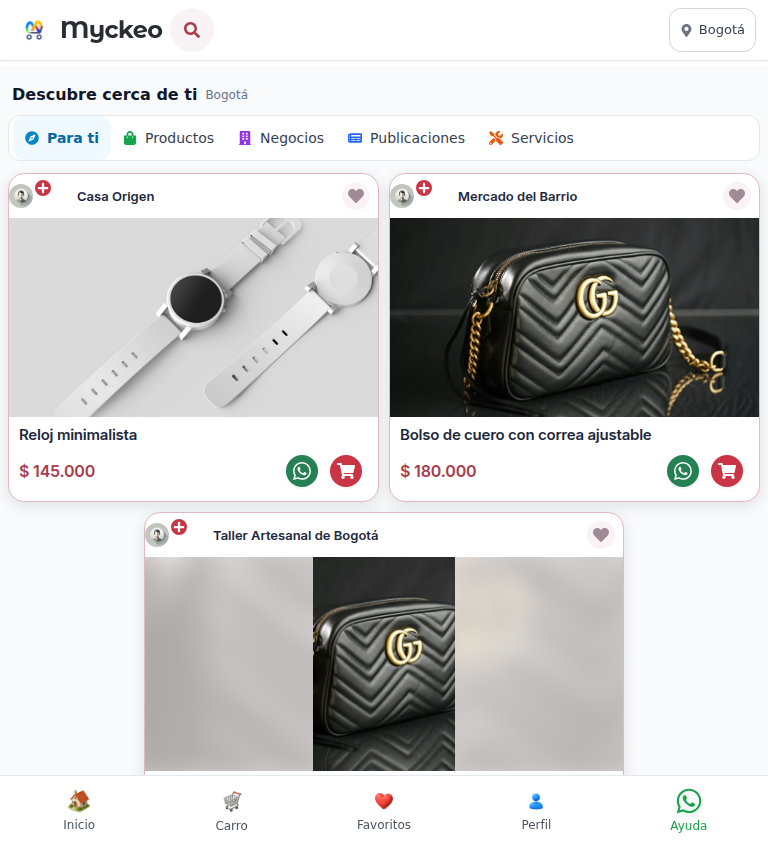 Myckeo
Bogotá
Descubre cerca de ti Bogotá
Para ti Productos Negocios Publicaciones Servicios
Casa Origen
Mercado del Barrio
Reloj minimalista
$ 145.000
Bolso de cuero con correa ajustable
$ 180.000
Taller Artesanal de Bogotá
Inicio Carro Favoritos Perfil Ayuda